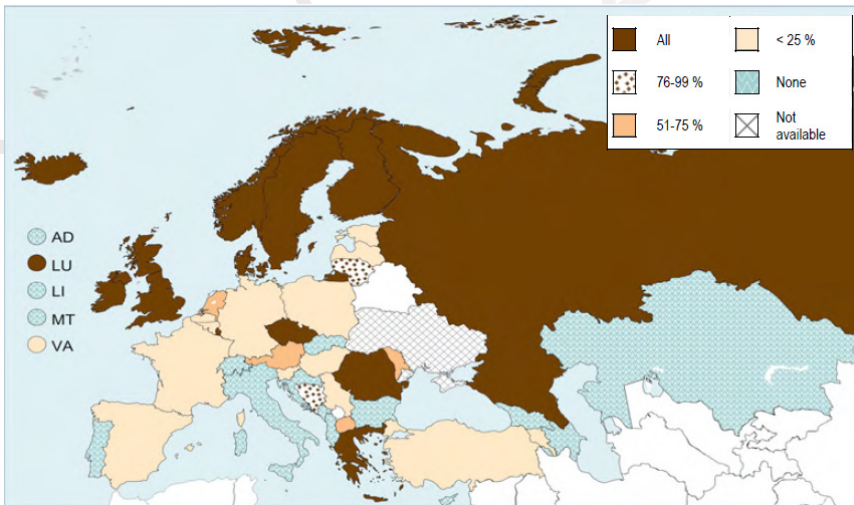 All
< 25 %
76-99 %
None
51-75 %
Not
available
AD
LU
LI
MT
VA